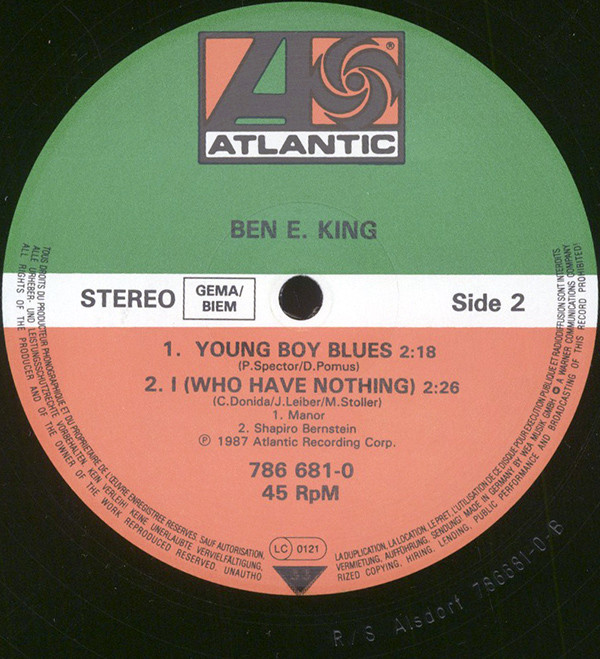 ®
ATLANTIC
BEN E. KING
STEREO
GEMA/
BIEM
Side 2
1. YOUNG BOY BLUES 2:18
(P.Spector/D.Pomus)
2. I (WHO HAVE NOTHING) 2:26
(C.Donida/J.Leiber/M.Stoller)
1. Manor
2. Shapiro Bernstein
℗ 1987 Atlantic Recording Corp.
786 681-0
45 RpM
LC 0121
TOUS DROITS DU PRODUCTEUR PHONOGRAPHIQUE ET DU PROPRIETAIRE DE L'ŒUVRE ENREGISTREE RESERVES. SAUF AUTORISATION,
LA DUPLICATION, LA LOCATION, LE PRET, L'UTILISATION DE CE DISQUE POUR EXECUTION PUBLIQUE ET RADIODIFFUSION SONT INTERDITS
ALLE URHEBER- UND LEISTUNGSSCHUTZRECHTE VORBEHALTEN. KEIN VERLEIH! KEINE UNERLAUBTE VERVIELFÄLTIGUNG,
VERMIETUNG, AUFFÜHRUNG, SENDUNG! MADE IN GERMANY BY WEA MUSIK GMBH. A WARNER COMMUNICATIONS COMPANY
ALL RIGHTS OF THE PRODUCER AND OF THE OWNER OF THE WORK REPRODUCED RESERVED. UNAUTHO
RIZED COPYING, HIRING, LENDING, PUBLIC PERFORMANCE AND BROADCASTING OF THIS RECORD PROHIBITED!
R/S Alsdorf 786681-0-B